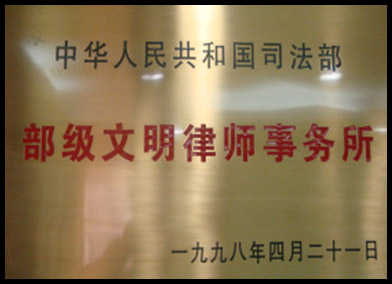 中华人民共和国司法部
部级文明律师事务所
一九九八年四月二十一日